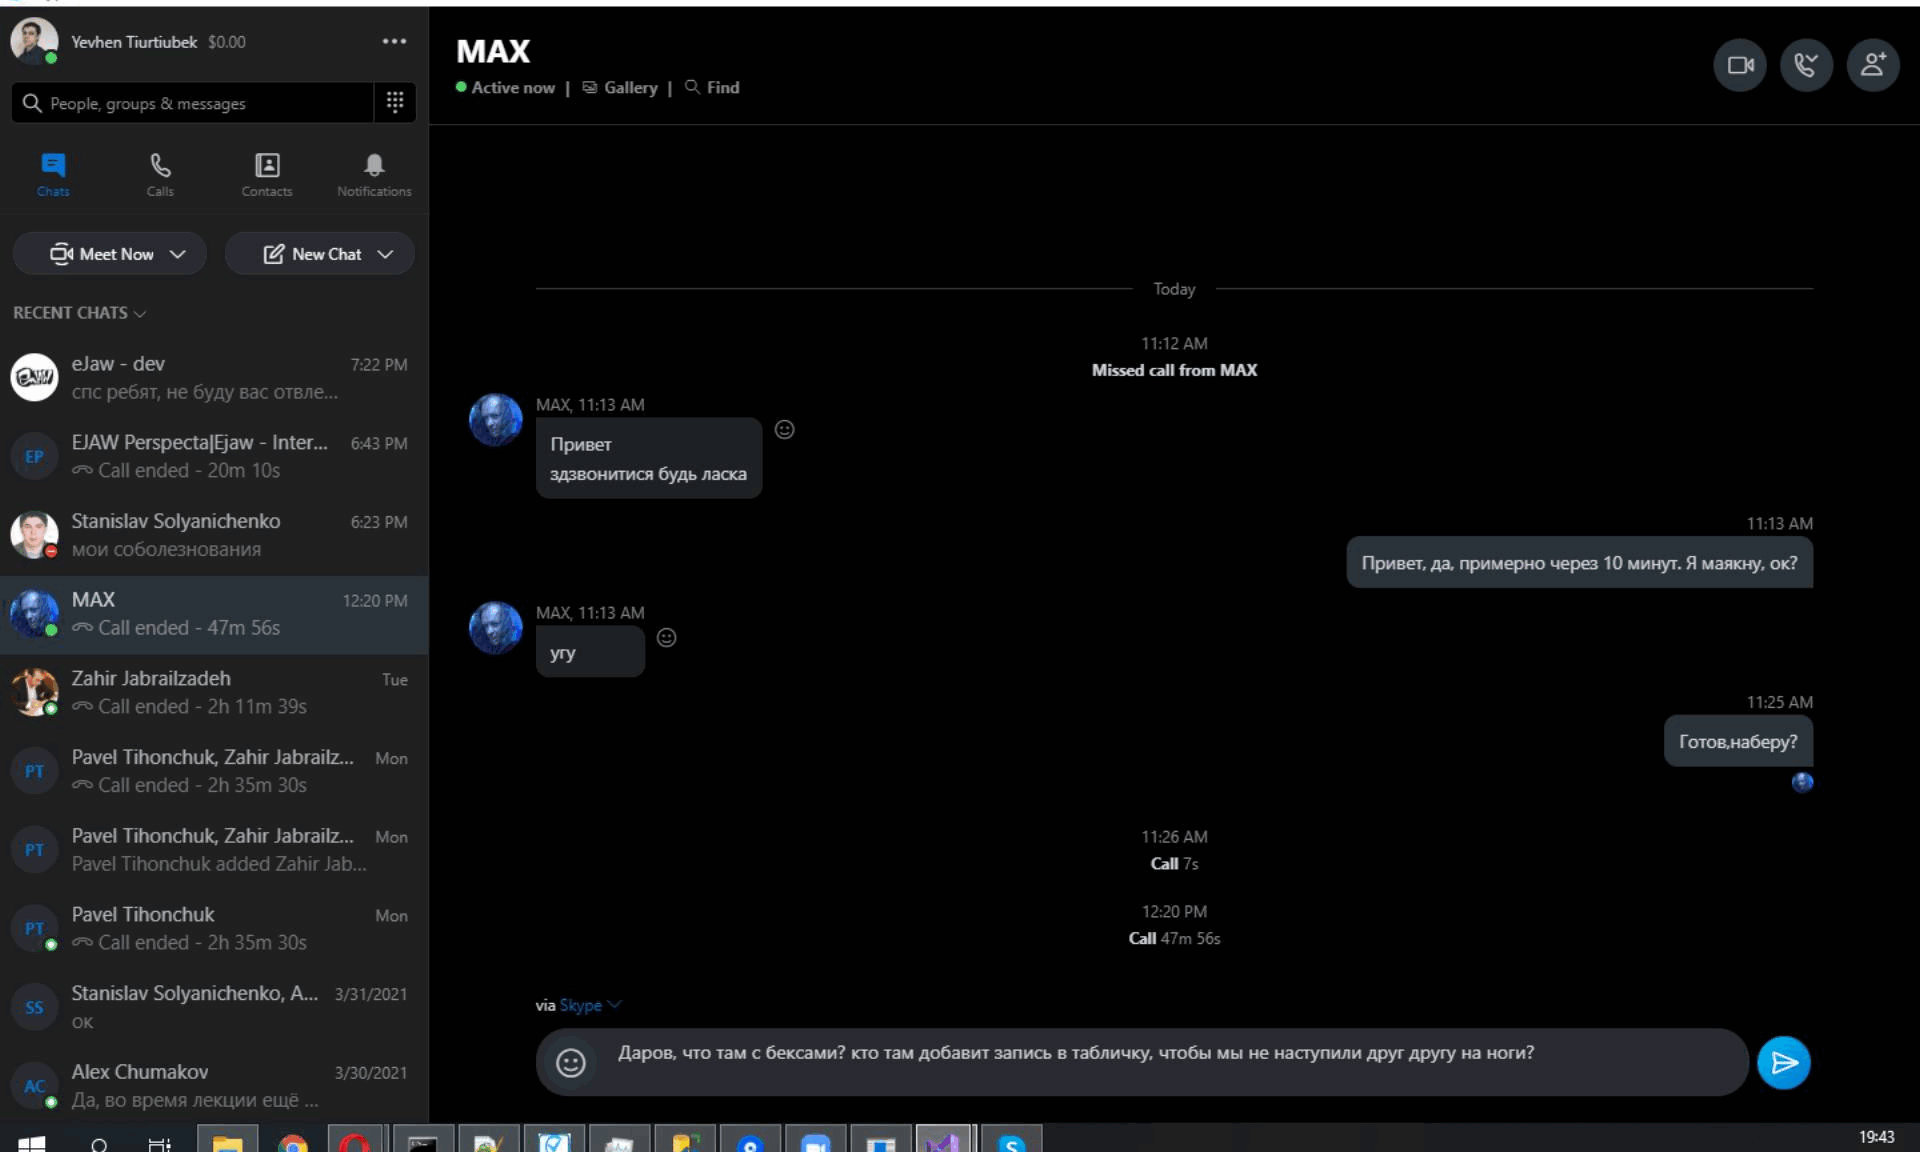 Yevhen Tiurtiubek $0.00
People, groups & messages
Chats
Calls
Contacts
Notifications
Meet Now
New Chat
RECENT CHATS
eJaw - dev 7:22 PM
спс ребят, не буду вас отвле...
EP
EJAW Perspecta|Ejaw - Inter... 6:43 PM
Call ended - 20m 10s
Stanislav Solyanichenko 6:23 PM
мои соболезнования
MAX 12:20 PM
Call ended - 47m 56s
Zahir Jabrailzadeh Tue
Call ended - 2h 11m 39s
PT
Pavel Tihonchuk, Zahir Jabrailz... Mon
Call ended - 2h 35m 30s
PT
Pavel Tihonchuk, Zahir Jabrailz... Mon
Pavel Tihonchuk added Zahir Jab...
PT
Pavel Tihonchuk Mon
Call ended - 2h 35m 30s
SS
Stanislav Solyanichenko, A... 3/31/2021
ок
AC
Alex Chumakov 3/30/2021
Да, во время лекции ещё ...
MAX
Active now | Gallery | Find
Today
11:12 AM
Missed call from MAX
MAX, 11:13 AM
Привет
здзвонитися будь ласка
11:13 AM
Привет, да, примерно через 10 минут. Я маякну, ок?
MAX, 11:13 AM
угу
11:25 AM
Готов,наберу?
11:26 AM
Call 7s
12:20 PM
Call 47m 56s
via Skype
Даров, что там с бексами? кто там добавит запись в табличку, чтобы мы не наступили друг другу на ноги?
19:43